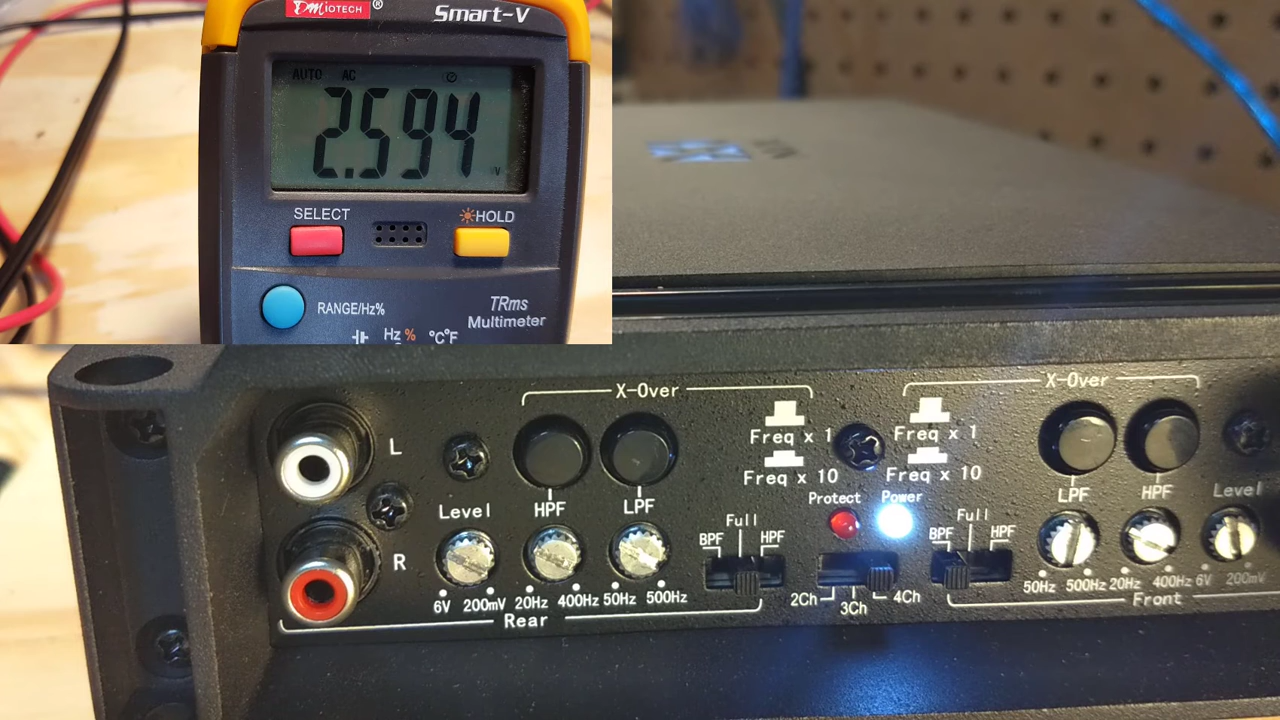 DMiOTECH® Smart-V
AUTO AC
2.594 V
SELECT HOLD
RANGE/Hz%
TRms
Multimeter
Hz % °C°F
X-Over X-Over
L
Freq x 1 Freq x 1
Freq x 10 Freq x 10
HPF LPF LPF HPF
Protect Power
Level Level
R
BPF Full HPF BPF Full HPF
6V 200mV 20Hz 400Hz 50Hz 500Hz
2Ch 3Ch 4Ch
50Hz 500Hz 20Hz 400Hz 6V 200mV
Rear Front